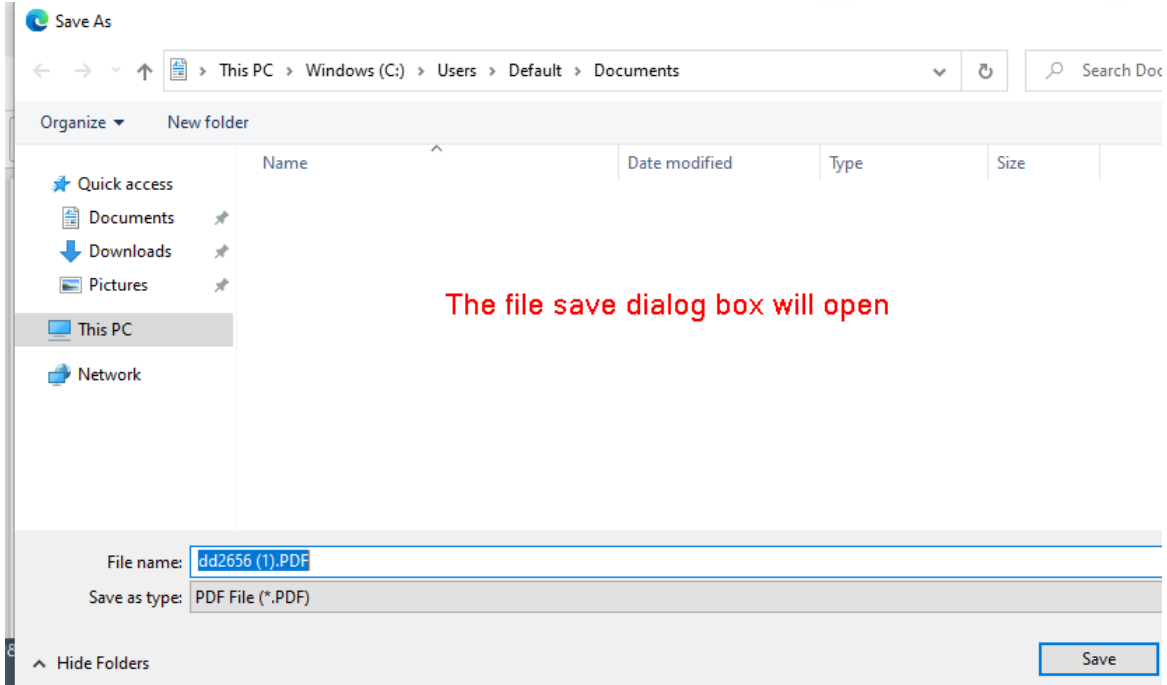 Save As
This PC > Windows (C:) > Users > Default > Documents
Search Doc
Organize
New folder
Name
Date modified
Type
Size
Quick access
Documents
Downloads
Pictures
This PC
Network
The file save dialog box will open
File name: dd2656 (1).PDF
Save as type: PDF File (*.PDF)
Hide Folders
Save